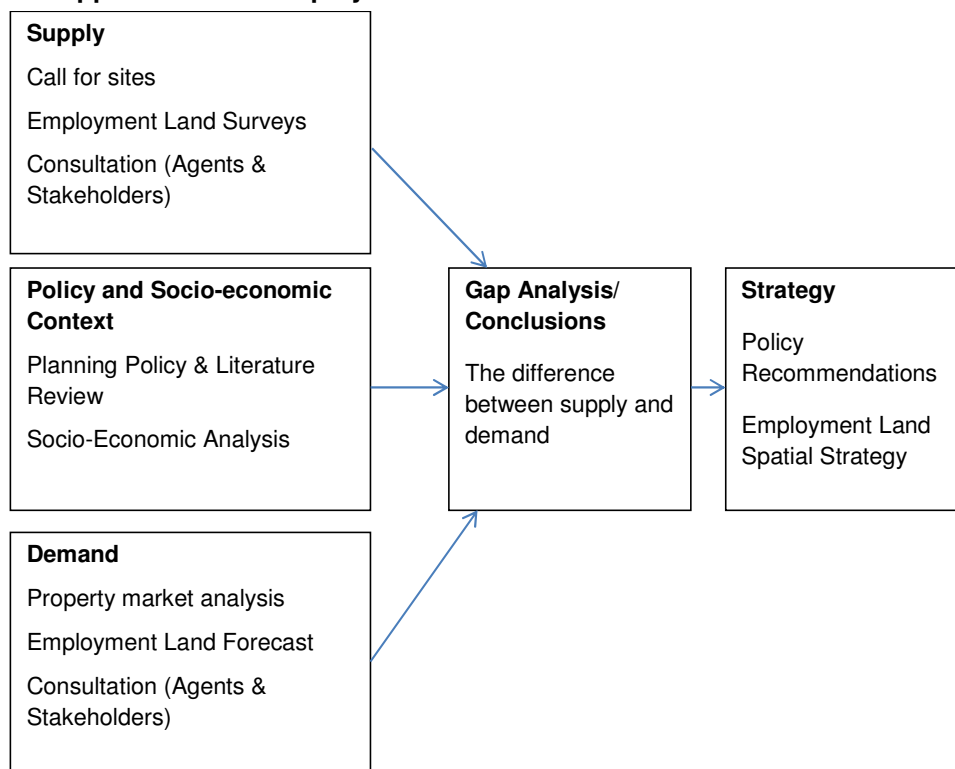 Supply
Call for sites
Employment Land Surveys
Consultation (Agents &
Stakeholders)
Policy and Socio-economic
Context
Planning Policy & Literature
Review
Socio-Economic Analysis
Demand
Property market analysis
Employment Land Forecast
Consultation (Agents &
Stakeholders)
Gap Analysis/
Conclusions
The difference
between supply and
demand
Strategy
Policy
Recommendations
Employment Land
Spatial Strategy